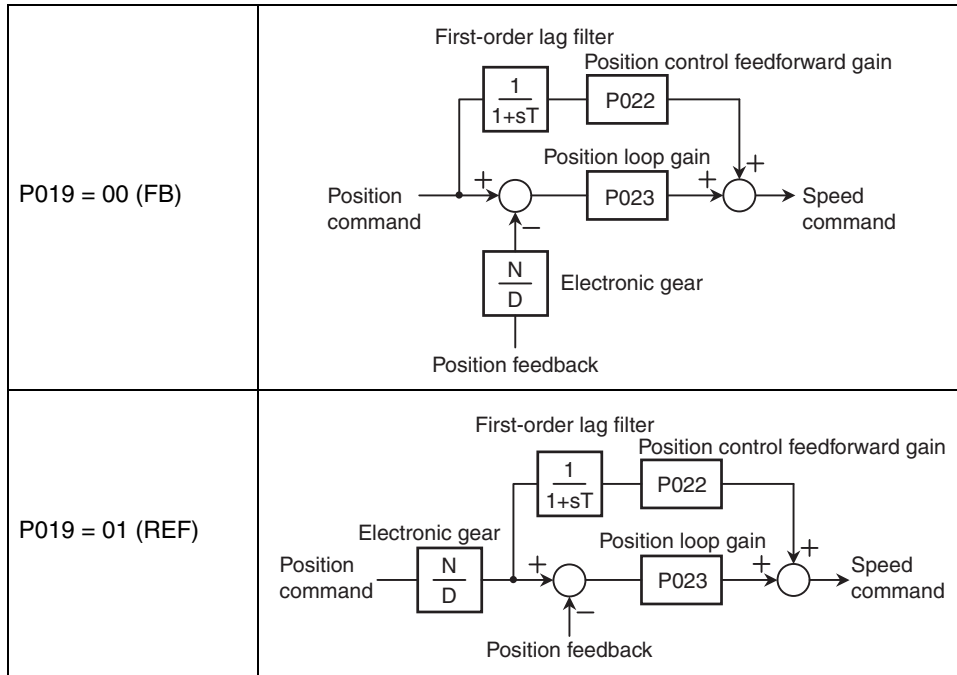 First-order lag filter
Position control feedforward gain
1
1+sT
P022
Position loop gain
P019 = 00 (FB)
Position
command
+
−
P023
+
+
Speed
command
N
D
Electronic gear
Position feedback
First-order lag filter
Position control feedforward gain
1
1+sT
P022
P019 = 01 (REF)
Electronic gear
Position loop gain
Position
command
N
D
+
−
P023
+
+
Speed
command
Position feedback